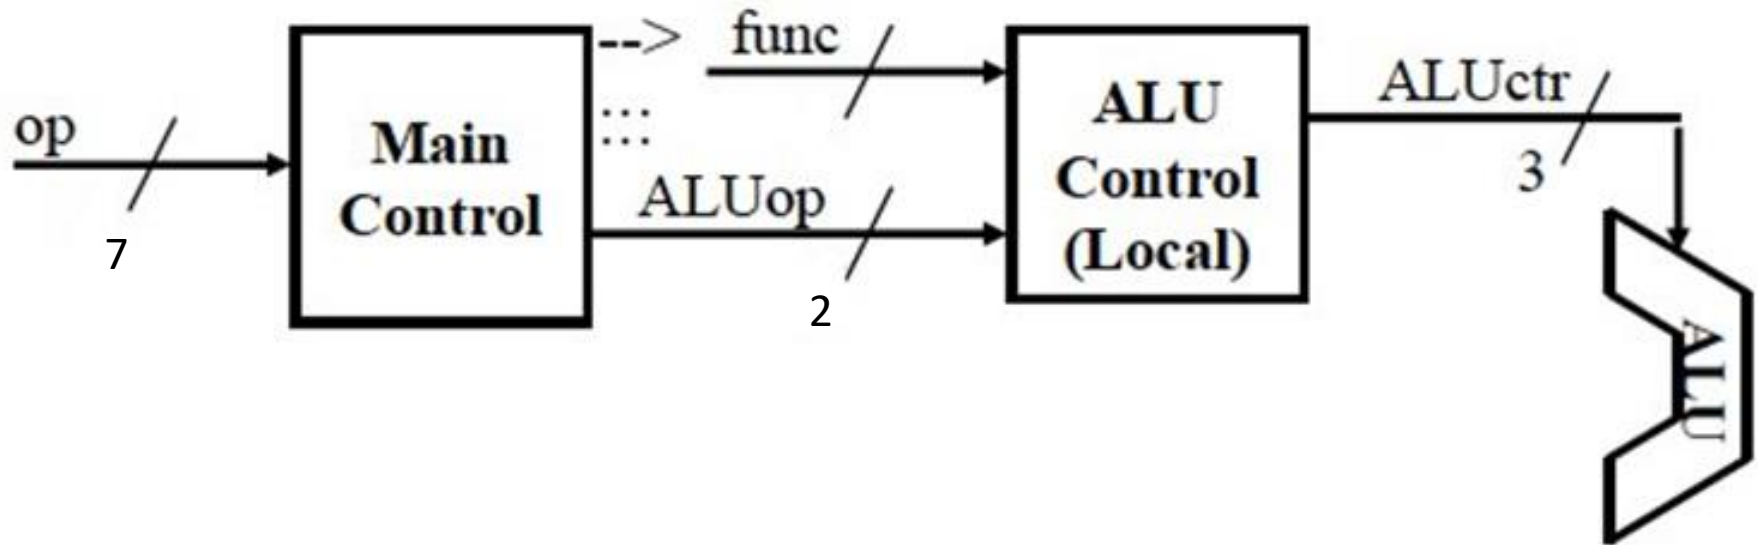 op
7
Main
Control
-->
:::
func
ALUop
2
ALU
Control
(Local)
ALUctr
3
ALU